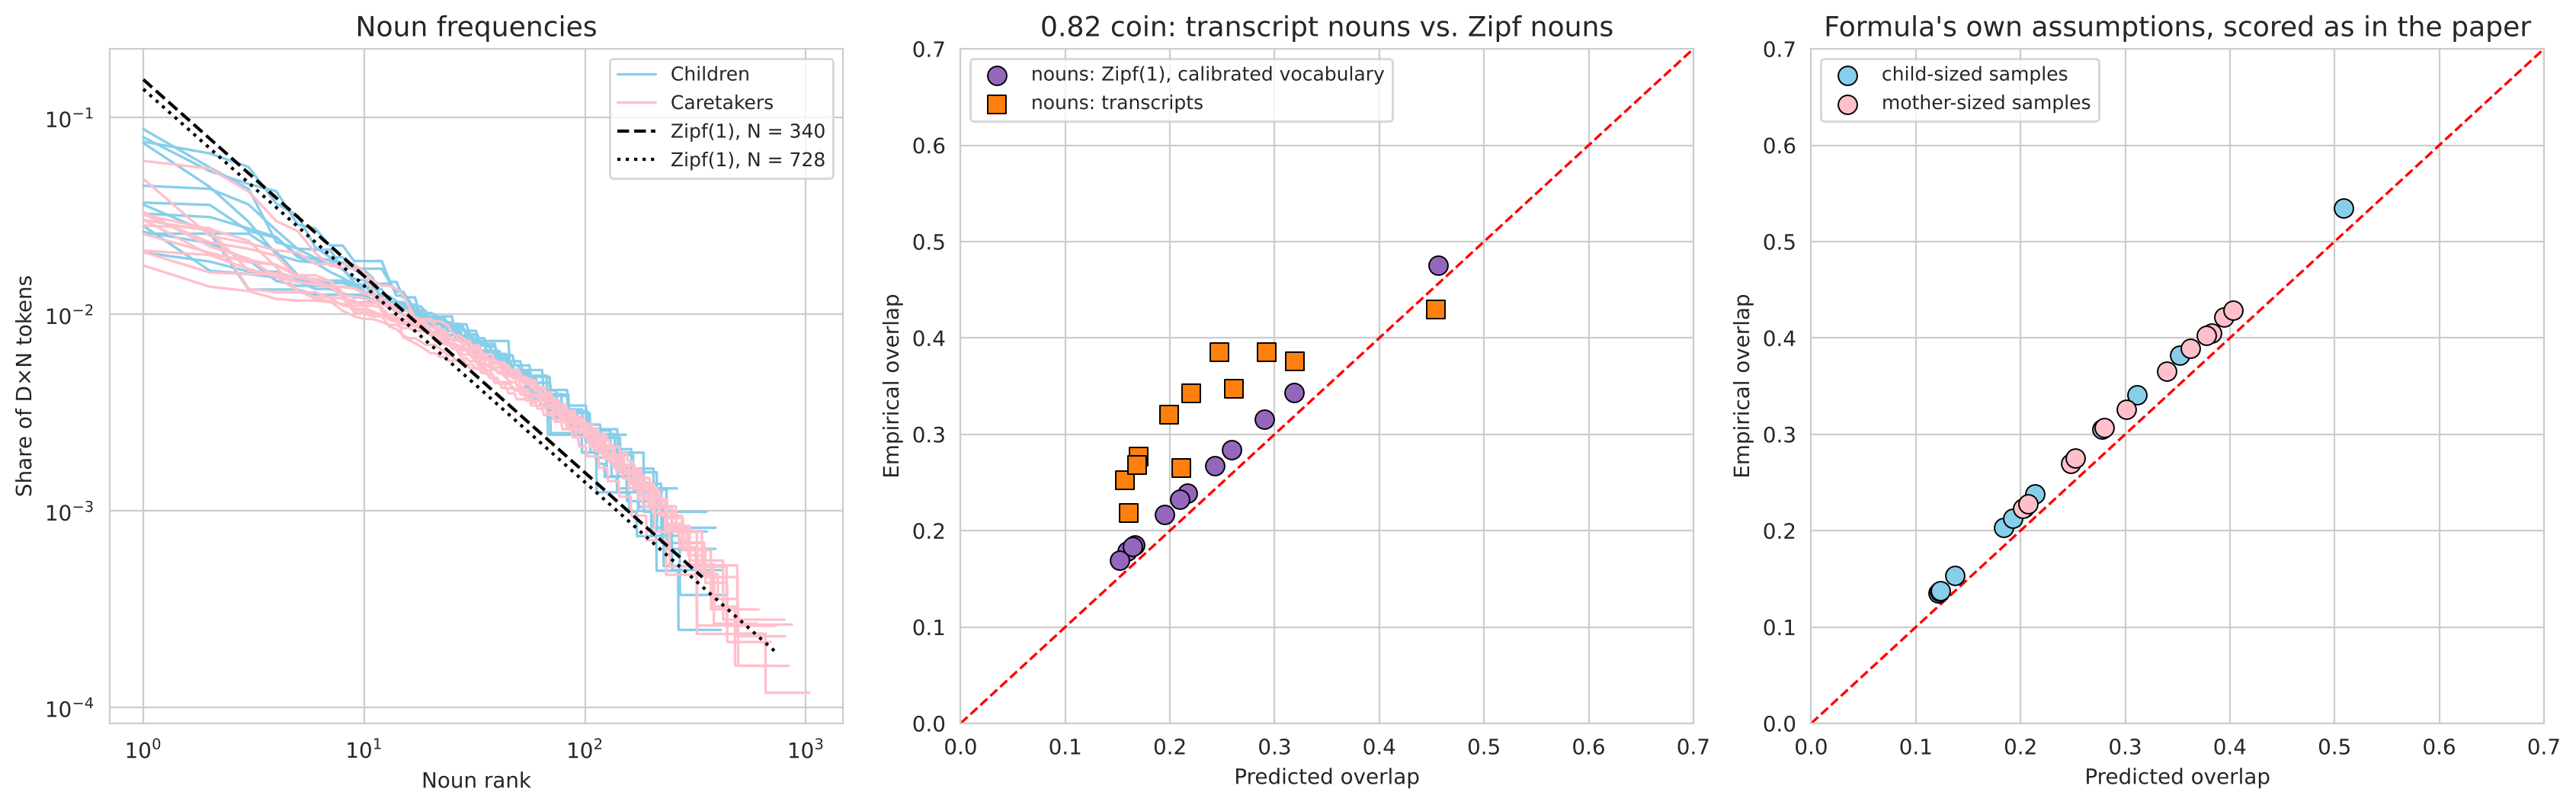 Noun frequencies
Share of D×N tokens
10⁻¹
10⁻²
10⁻³
10⁻⁴
10⁰
10¹
10²
10³
Noun rank
Children
Caretakers
Zipf(1), N = 340
Zipf(1), N = 728
0.82 coin: transcript nouns vs. Zipf nouns
Empirical overlap
0.7
0.6
0.5
0.4
0.3
0.2
0.1
0.0
0.0
0.1
0.2
0.3
0.4
0.5
0.6
0.7
Predicted overlap
nouns: Zipf(1), calibrated vocabulary
nouns: transcripts
Formula's own assumptions, scored as in the paper
Empirical overlap
0.7
0.6
0.5
0.4
0.3
0.2
0.1
0.0
0.0
0.1
0.2
0.3
0.4
0.5
0.6
0.7
Predicted overlap
child-sized samples
mother-sized samples